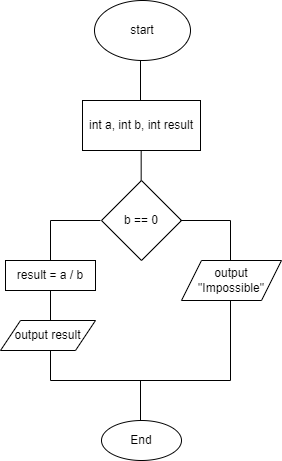 start
int a, int b, int result
b == 0
result = a / b
output
"Impossible"
output result
End